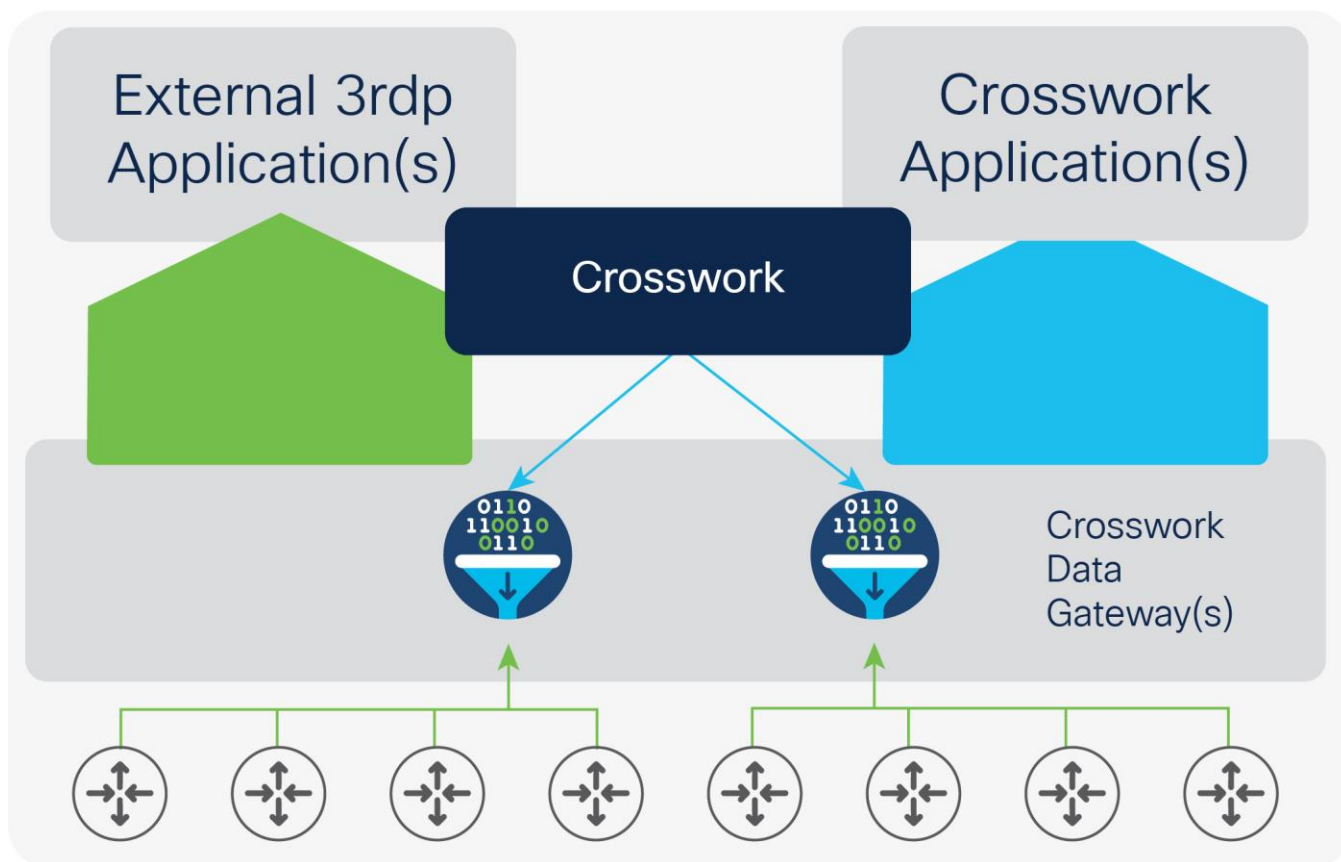 External 3rdp
Application(s)
Crosswork
Application(s)
Crosswork
0110
110010
0110
0110
110010
0110
Crosswork
Data
Gateway(s)